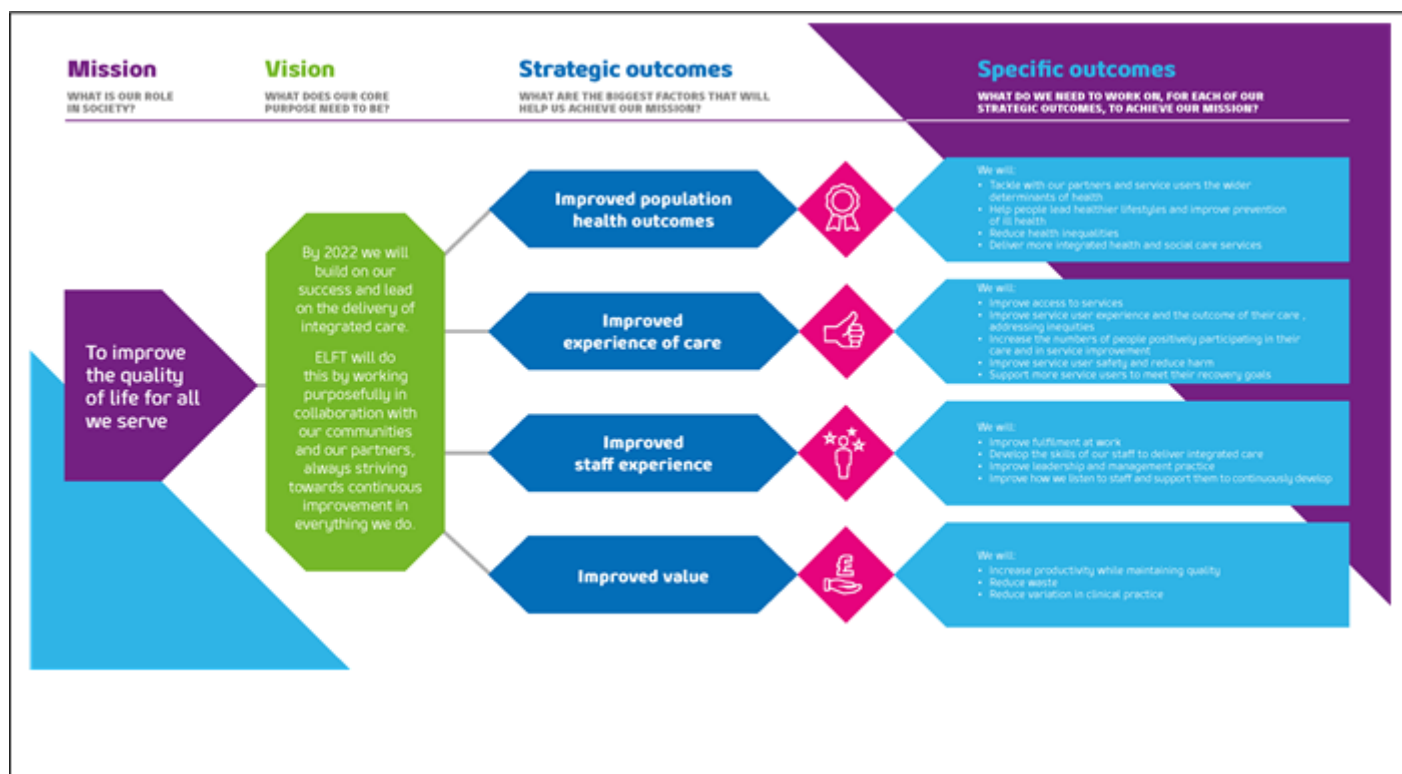 Mission
WHAT IS OUR ROLE
IN SOCIETY?
Vision
WHAT DOES OUR CORE
PURPOSE NEED TO BE?
Strategic outcomes
WHAT ARE THE BIGGEST FACTORS THAT WILL
HELP US ACHIEVE OUR MISSION?
Specific outcomes
WHAT DO WE NEED TO WORK ON, FOR EACH OF OUR
STRATEGIC OUTCOMES, TO ACHIEVE OUR MISSION?
To improve
the quality
of life for all
we serve
By 2022 we will
build on our
success and lead
on the delivery of
integrated care.
ELFT will do
this by working
purposefully in
collaboration with
our communities
and our partners,
always striving
towards continuous
improvement in
everything we do.
Improved population
health outcomes
We will:
• Tackle with our partners and service users the wider
determinants of health
• Help people lead healthier lifestyles and improve prevention
of ill health
• Reduce health inequalities
• Deliver more integrated health and social care services
Improved
experience of care
We will:
• Improve access to services
• Improve service user experience and the outcome of their care ,
addressing inequities
• Increase the numbers of people positively participating in their
care and in service improvement
• Improve service user safety and reduce harm
• Support more service users to meet their recovery goals
Improved
staff experience
We will:
• Improve fulfilment at work
• Develop the skills of our staff to deliver integrated care
• Improve leadership and management practice
• Improve how we listen to staff and support them to continuously develop
Improved value
£
We will:
• Increase productivity while maintaining quality
• Reduce waste
• Reduce variation in clinical practice